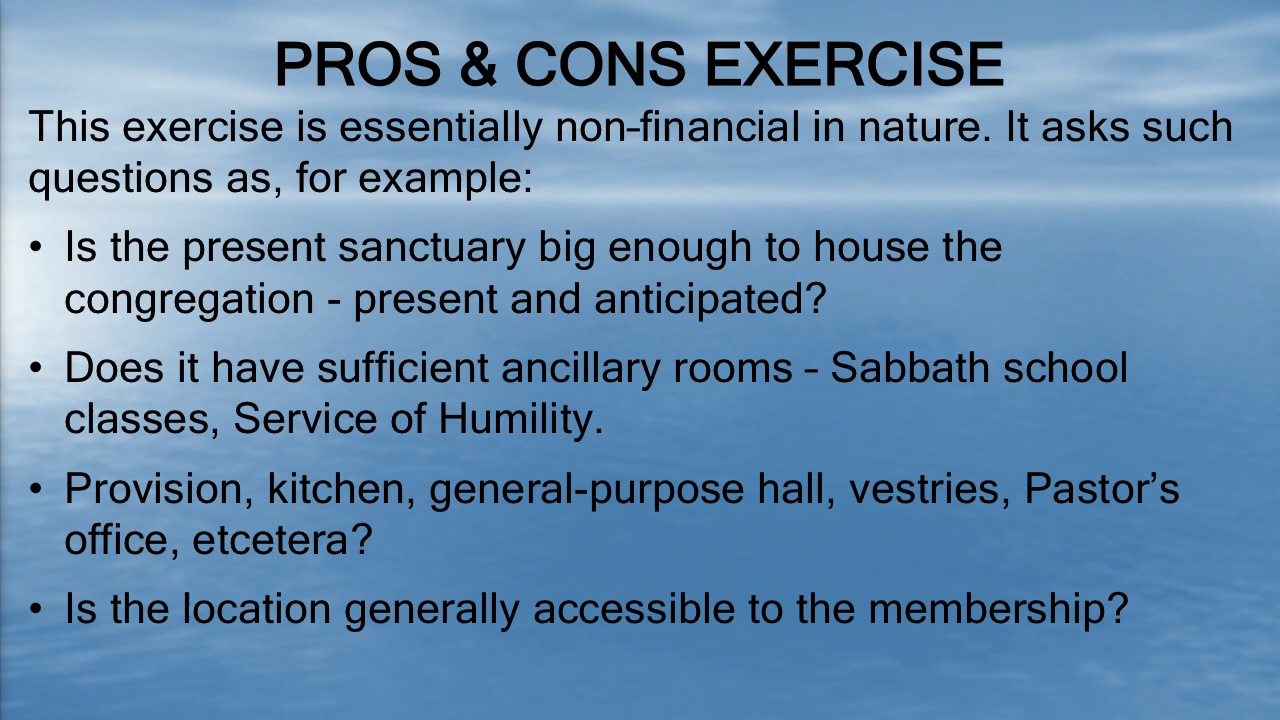 PROS & CONS EXERCISE
This exercise is essentially non–financial in nature. It asks such
questions as, for example:
• Is the present sanctuary big enough to house the
congregation - present and anticipated?
• Does it have sufficient ancillary rooms – Sabbath school
classes, Service of Humility.
• Provision, kitchen, general-purpose hall, vestries, Pastor’s
office, etcetera?
• Is the location generally accessible to the membership?